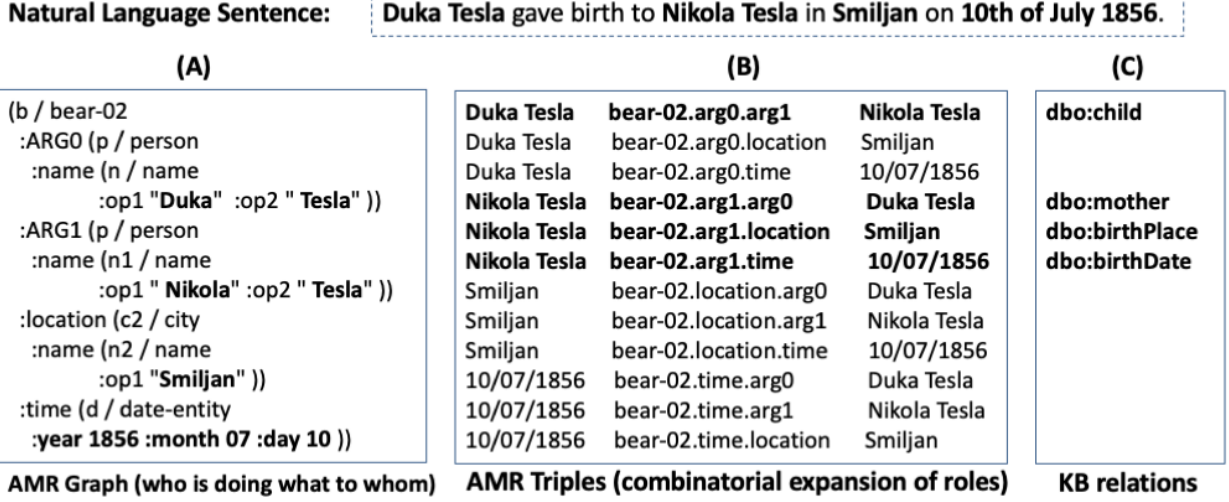 Natural Language Sentence: Duka Tesla gave birth to Nikola Tesla in Smiljan on 10th of July 1856.
(A)
(b / bear-02
:ARG0 (p / person
:name (n / name
:op1 "Duka" :op2 " Tesla" ))
:ARG1 (p / person
:name (n1 / name
:op1 " Nikola" :op2 " Tesla" ))
:location (c2 / city
:name (n2 / name
:op1 "Smiljan" ))
:time (d / date-entity
:year 1856 :month 07 :day 10 ))
AMR Graph (who is doing what to whom)
(B)
Duka Tesla bear-02.arg0.arg1 Nikola Tesla
Duka Tesla bear-02.arg0.location Smiljan
Duka Tesla bear-02.arg0.time 10/07/1856
Nikola Tesla bear-02.arg1.arg0 Duka Tesla
Nikola Tesla bear-02.arg1.location Smiljan
Nikola Tesla bear-02.arg1.time 10/07/1856
Smiljan bear-02.location.arg0 Duka Tesla
Smiljan bear-02.location.arg1 Nikola Tesla
Smiljan bear-02.location.time 10/07/1856
10/07/1856 bear-02.time.arg0 Duka Tesla
10/07/1856 bear-02.time.arg1 Nikola Tesla
10/07/1856 bear-02.time.location Smiljan
AMR Triples (combinatorial expansion of roles)
(C)
dbo:child
dbo:mother
dbo:birthPlace
dbo:birthDate
KB relations